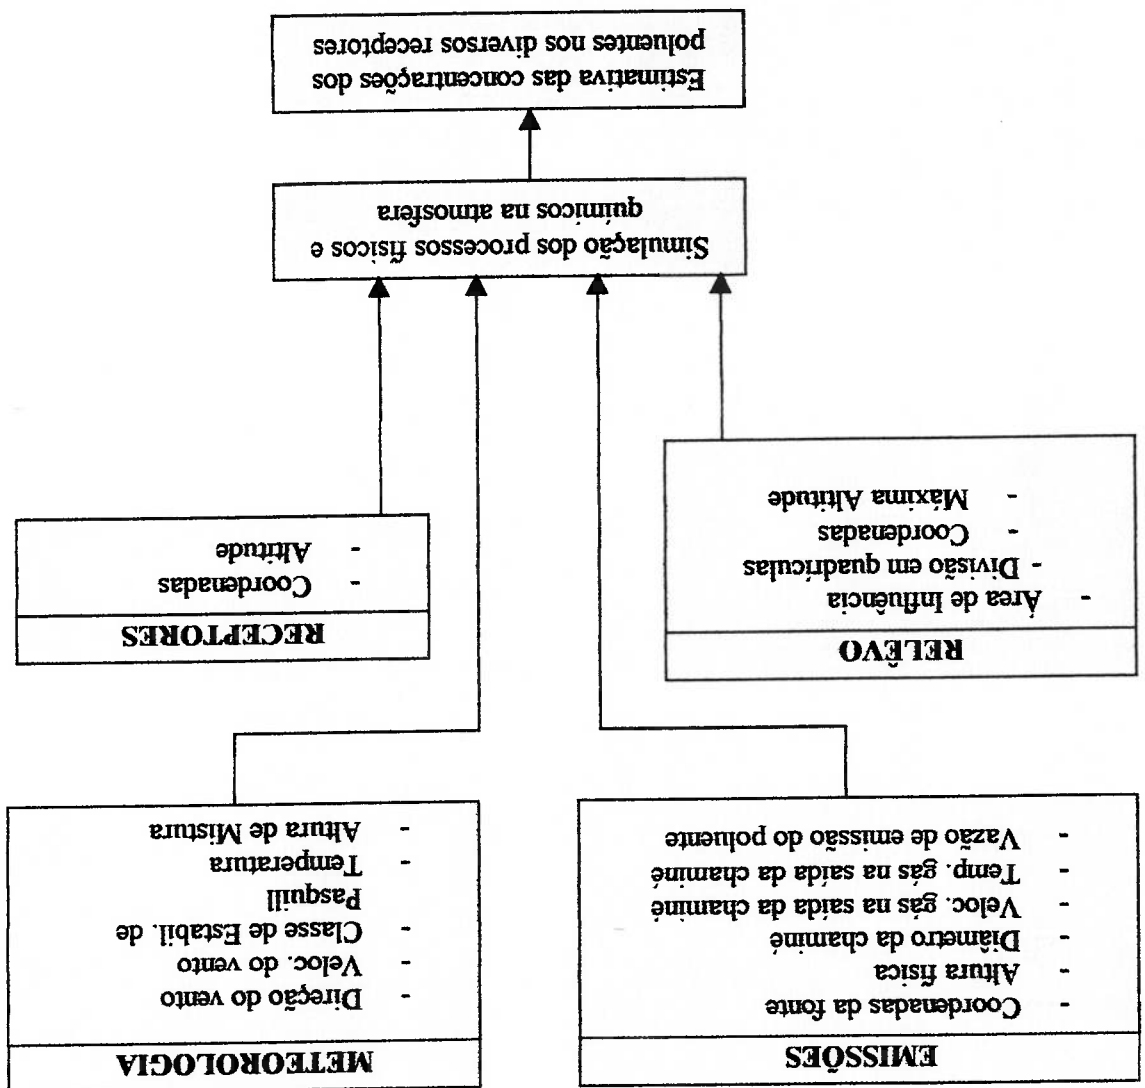 EMISSÕES
- Coordenadas da fonte
- Altura física
- Diâmetro da chaminé
- Veloc. gás na saída da chaminé
- Temp. gás na saída da chaminé
- Vazão de emissão do poluente
METEOROLOGIA
- Direção do vento
- Veloc. do vento
- Classe de Estabil. de
Pasquill
- Temperatura
- Altura de Mistura
RELÊVO
- Área de Influência
- Divisão em quadrículas
- Coordenadas
- Máxima Altitude
RECEPTORES
- Coordenadas
- Altitude
Simulação dos processos físicos e
químicos na atmosfera
Estimativa das concentrações dos
poluentes nos diversos receptores